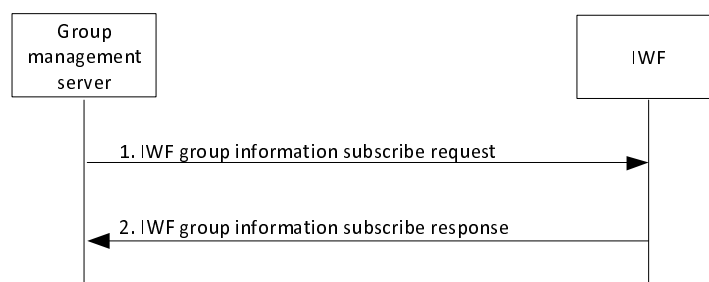 Group
management
server
IWF
1. IWF group information subscribe request
2. IWF group information subscribe response